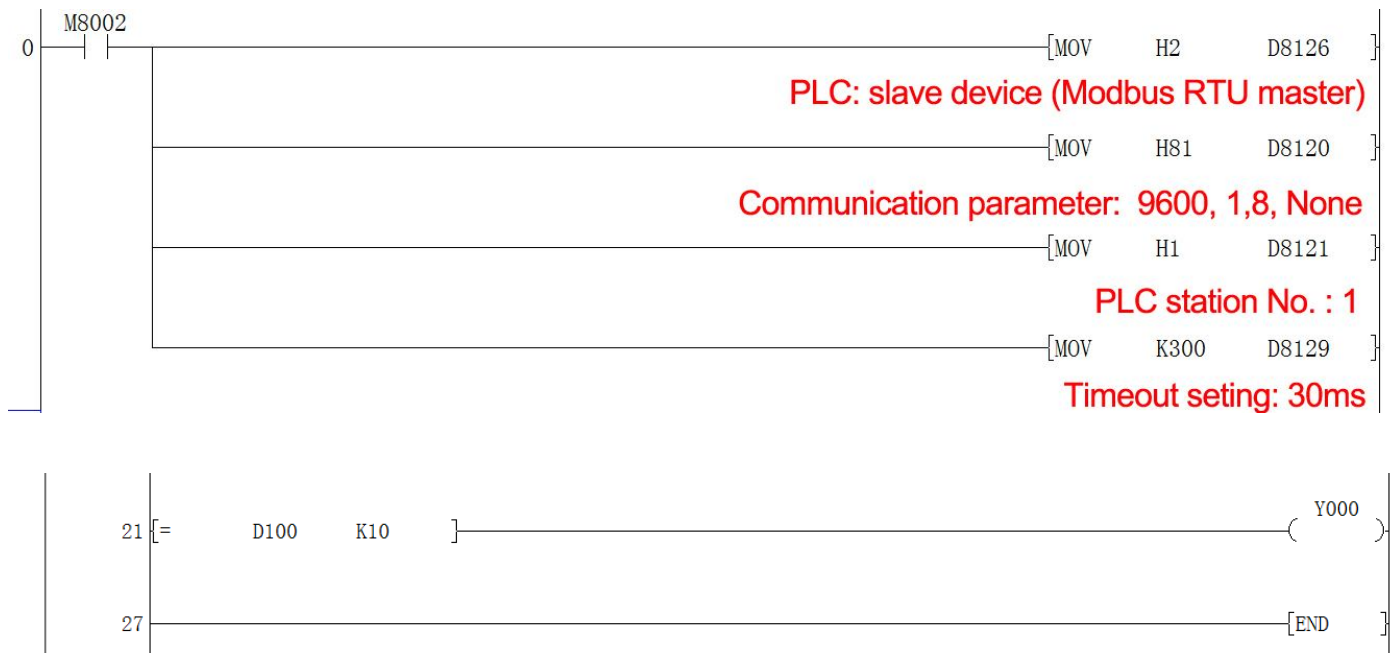 M8002
0 [MOV H2 D8126 ]
PLC: slave device (Modbus RTU master)
[MOV H81 D8120 ]
Communication parameter: 9600, 1,8, None
[MOV H1 D8121 ]
PLC station No. : 1
[MOV K300 D8129 ]
Timeout seting: 30ms
Y000
21 [= D100 K10 ] ( )
27 [END ]